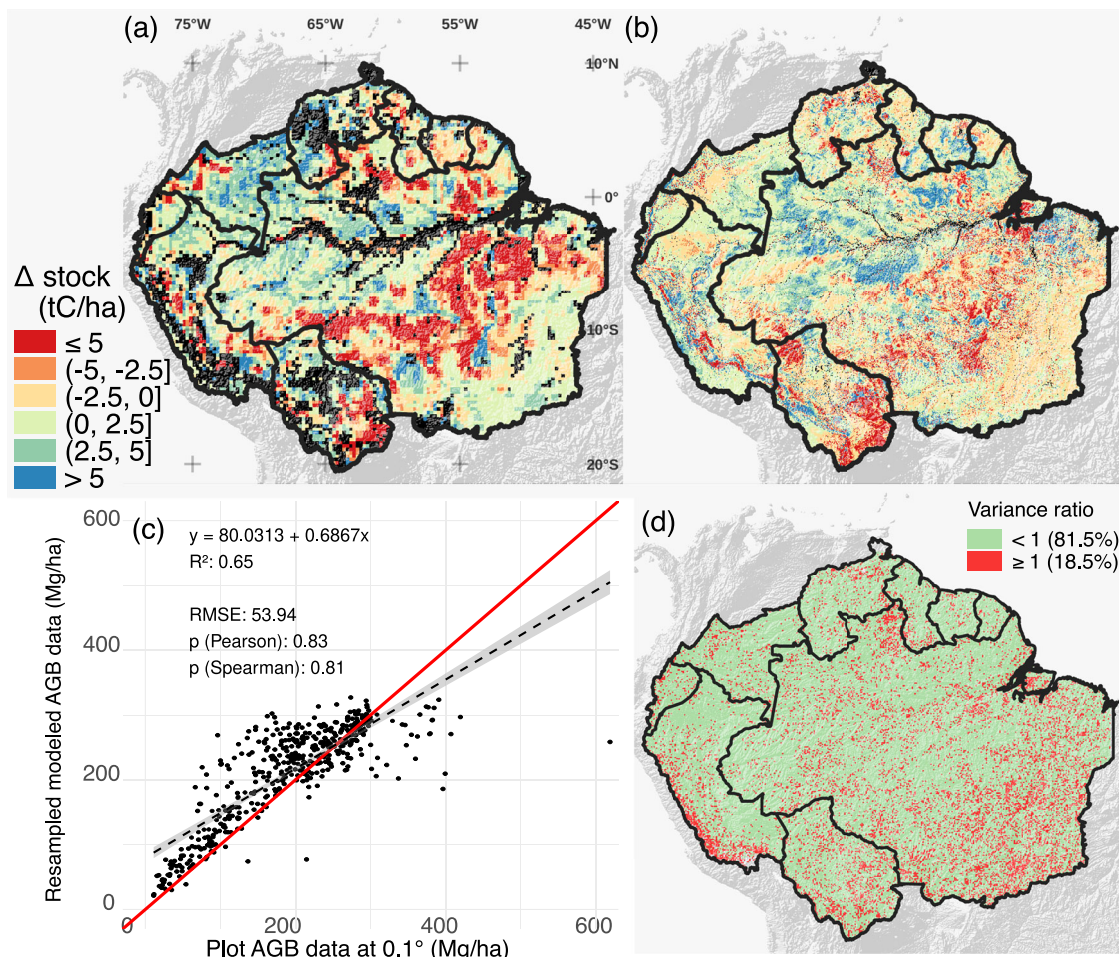 (a)
75°W
65°W
55°W
45°W
(b)
10°N
0°
10°S
20°S
Δ stock
(tC/ha)
≤ 5
(-5, -2.5]
(-2.5, 0]
(0, 2.5]
(2.5, 5]
> 5
75°W
65°W
55°W
(c)
y = 80.0313 + 0.6867x
R²: 0.65
RMSE: 53.94
p (Pearson): 0.83
p (Spearman): 0.81
600
400
200
0
0
200
400
600
Resampled modeled AGB data (Mg/ha)
Plot AGB data at 0.1° (Mg/ha)
(d)
Variance ratio
< 1 (81.5%)
≥ 1 (18.5%)